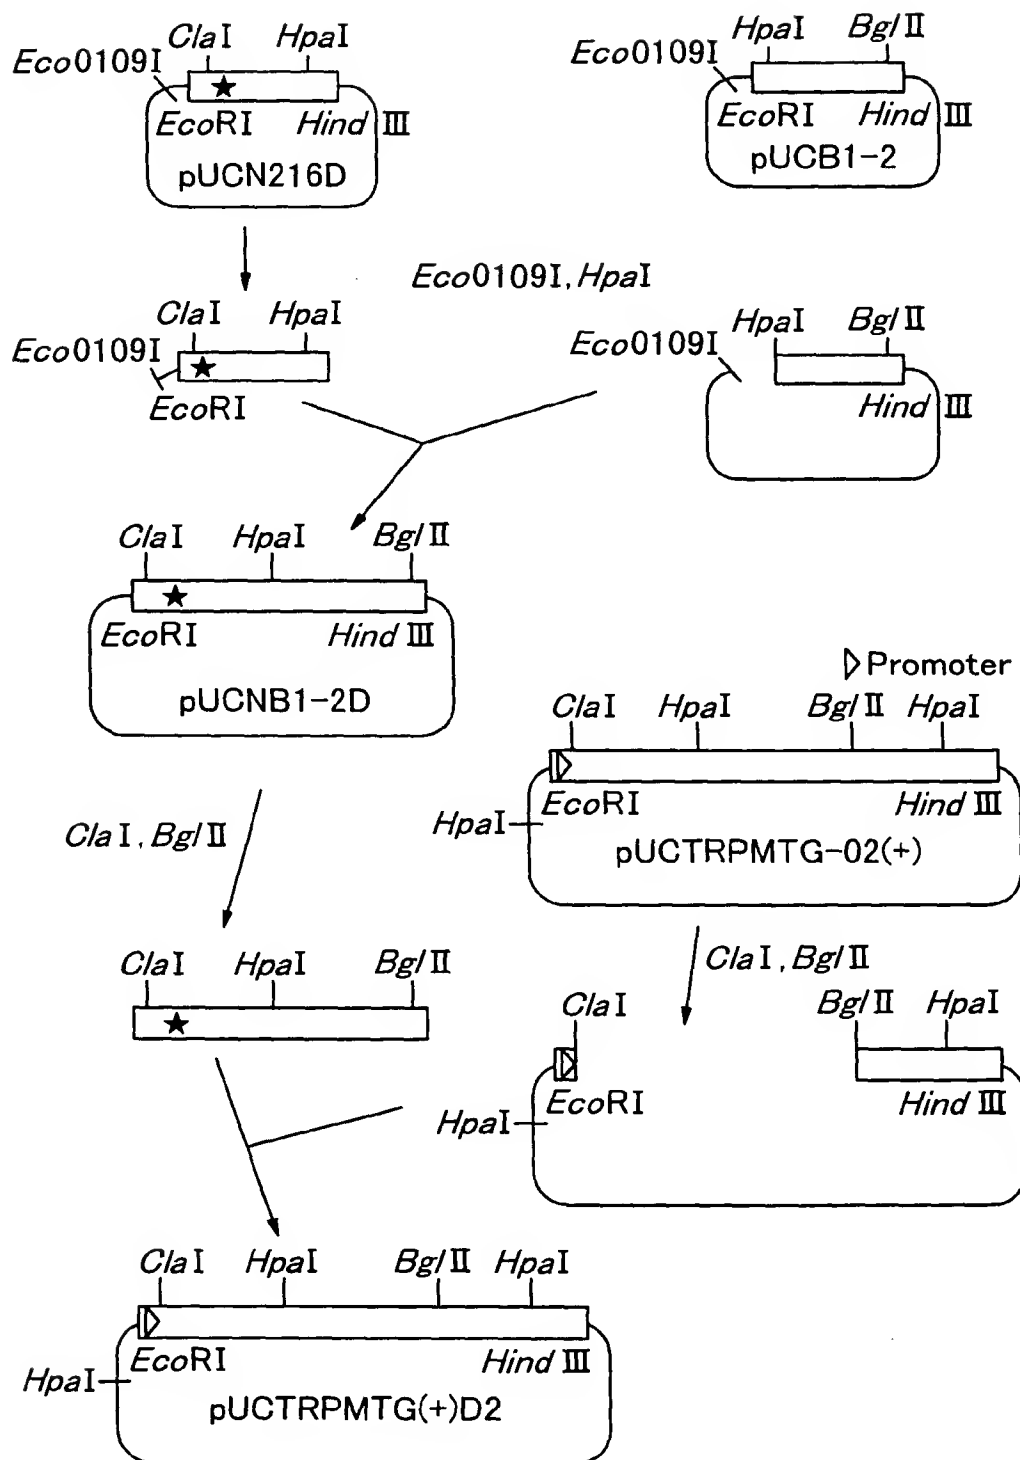 ClaI HpaI
Eco0109I
EcoRI HindIII
pUCN216D
HpaI BglII
Eco0109I
EcoRI HindIII
pUCB1-2
Eco0109I, HpaI
ClaI HpaI
Eco0109I
EcoRI
HpaI BglII
Eco0109I
HindIII
ClaI HpaI BglII
EcoRI HindIII
pUCNB1-2D
Promoter
ClaI HpaI BglII HpaI
EcoRI HindIII
HpaI
pUCTRPMTG-02(+)
ClaI, BglII
ClaI, BglII
ClaI HpaI BglII
ClaI BglII HpaI
EcoRI HindIII
HpaI
ClaI HpaI BglII HpaI
EcoRI HindIII
HpaI
pUCTRPMTG(+)D2